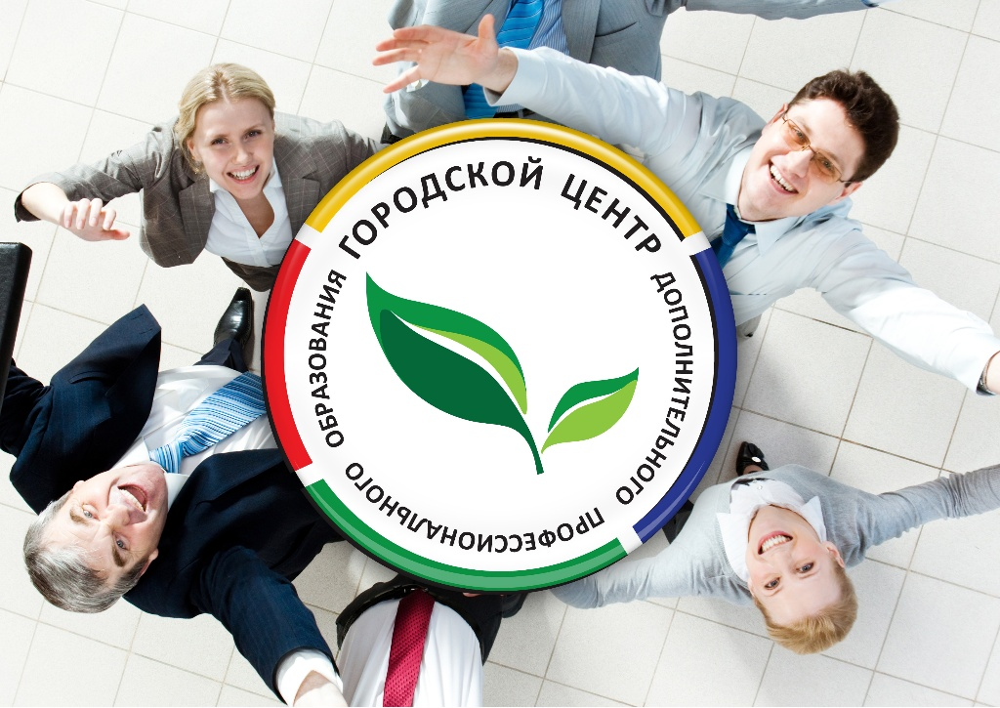 ГОРОДСКОЙ ЦЕНТР
ДОПОЛНИТЕЛЬНОГО ПРОФЕССИОНАЛЬНОГО ОБРАЗОВАНИЯ